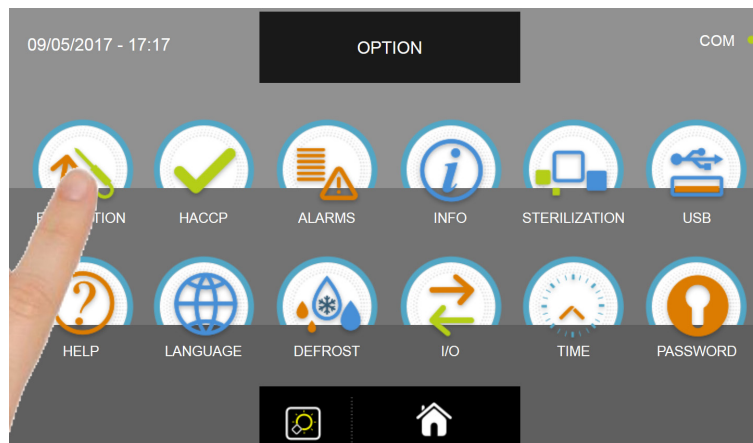 09/05/2017 - 17:17
OPTION
COM
HACCP
ALARMS
INFO
STERILIZATION
USB
HELP
LANGUAGE
DEFROST
I/O
TIME
PASSWORD